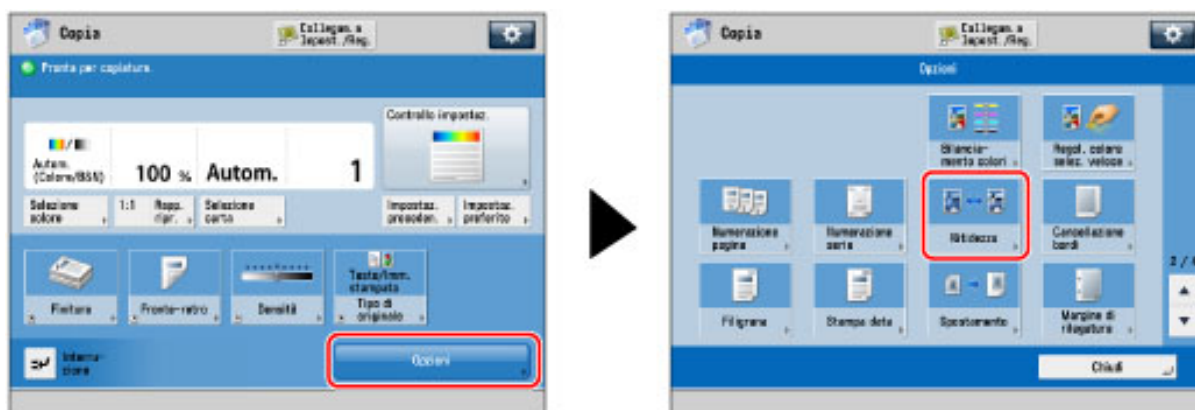 Copia
Collegam. a
Impost./Reg.
Pronta per copiatura.
Controllo impostaz.
Autom.
(Colore/B&N)
100 %
Autom.
1
Selezione
colore
1:1
Rapp.
ripr.
Selezione
carta
Impostaz.
preceden.
Impostaz.
preferite
Finitura
Fronte-retro
Densità
Testo/Imm.
stampata
Tipo di
originale
Interru-
zione
Opzioni
Copia
Collegam. a
Impost./Reg.
Opzioni
Bilancia-
mento colori
Regol. colore
selez. veloce
Numerazione
pagine
Numerazione
serie
Nitidezza
Cancellazione
bordi
Filigrana
Stampa data
Spostamento
Margine di
rilegatura
Chiudi